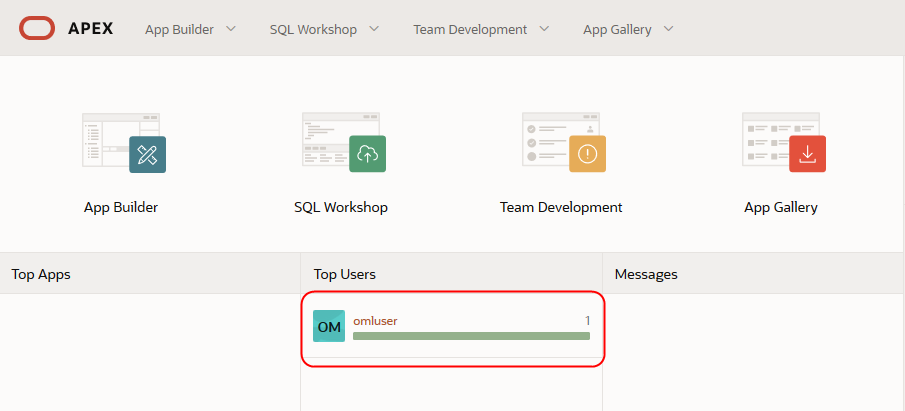 APEX App Builder SQL Workshop Team Development App Gallery
App Builder SQL Workshop Team Development App Gallery
Top Apps Top Users Messages
OM omluser 1